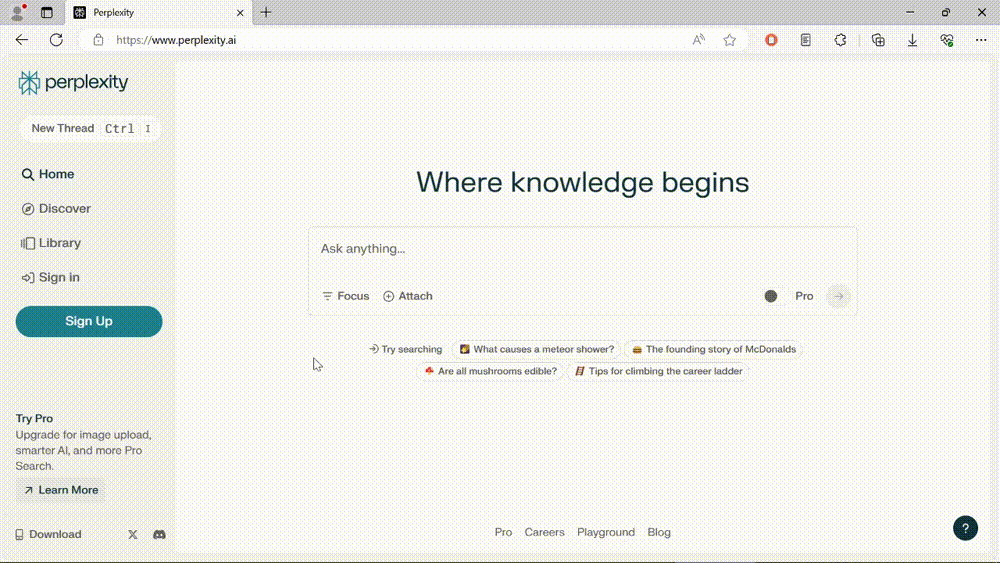 Perplexity
https://www.perplexity.ai
perplexity
New Thread Ctrl I
Home
Discover
Library
Sign in
Sign Up
Try Pro
Upgrade for image upload,
smarter AI, and more Pro
Search.
Learn More
Download
Where knowledge begins
Ask anything...
Focus Attach Pro
Try searching What causes a meteor shower? The founding story of McDonalds
Are all mushrooms edible? Tips for climbing the career ladder
Pro Careers Playground Blog
?